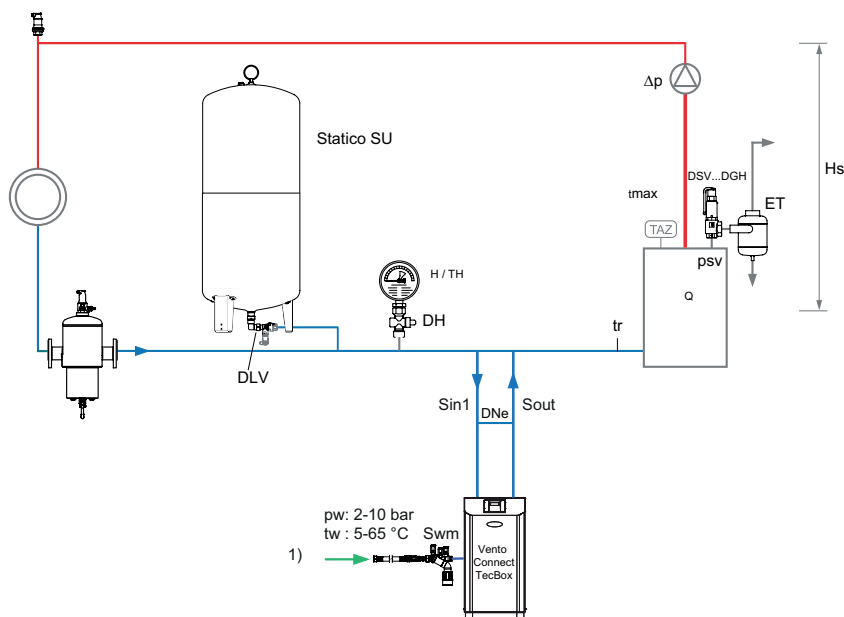 Δp
Statico SU
Hs
DSV...DGH
tmax
ET
TAZ
psv
H / TH
Q
DH
tr
DLV
Sin1
Sout
DNe
pw: 2-10 bar
tw : 5-65 °C
Swm
1)
Vento
Connect
TecBox